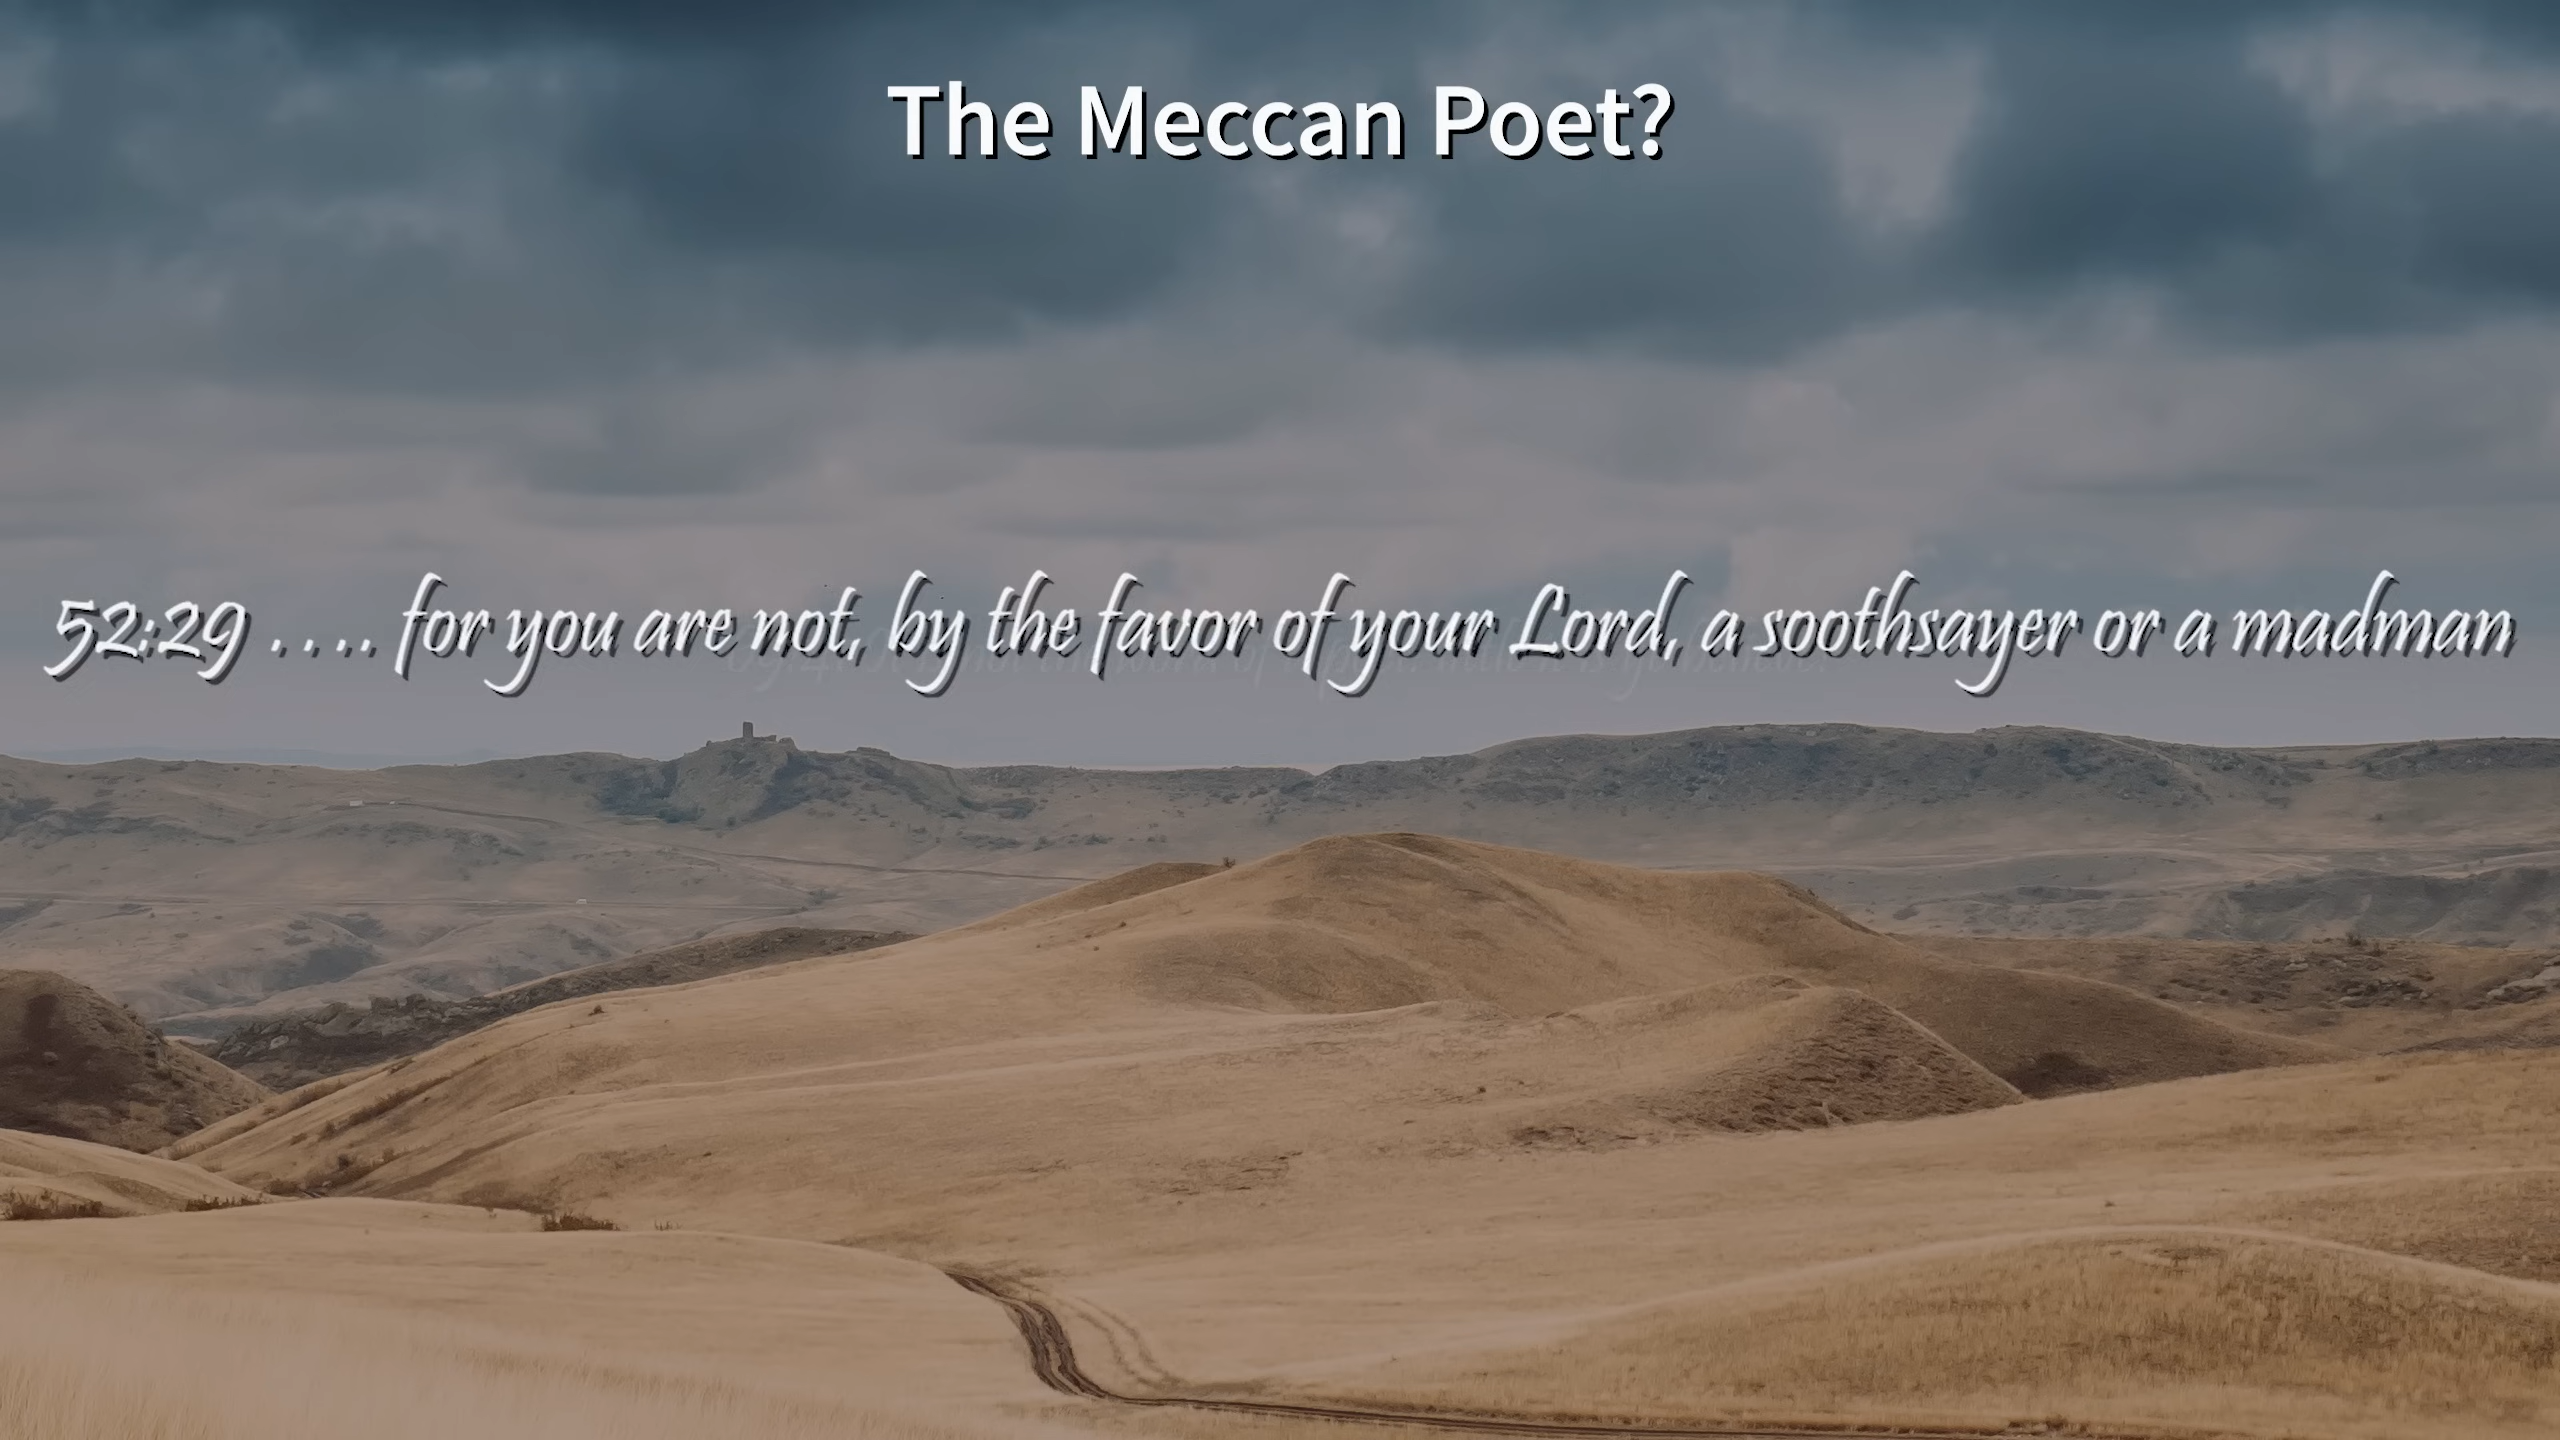 The Meccan Poet?
52:29 .... for you are not, by the favor of your Lord, a soothsayer or a madman